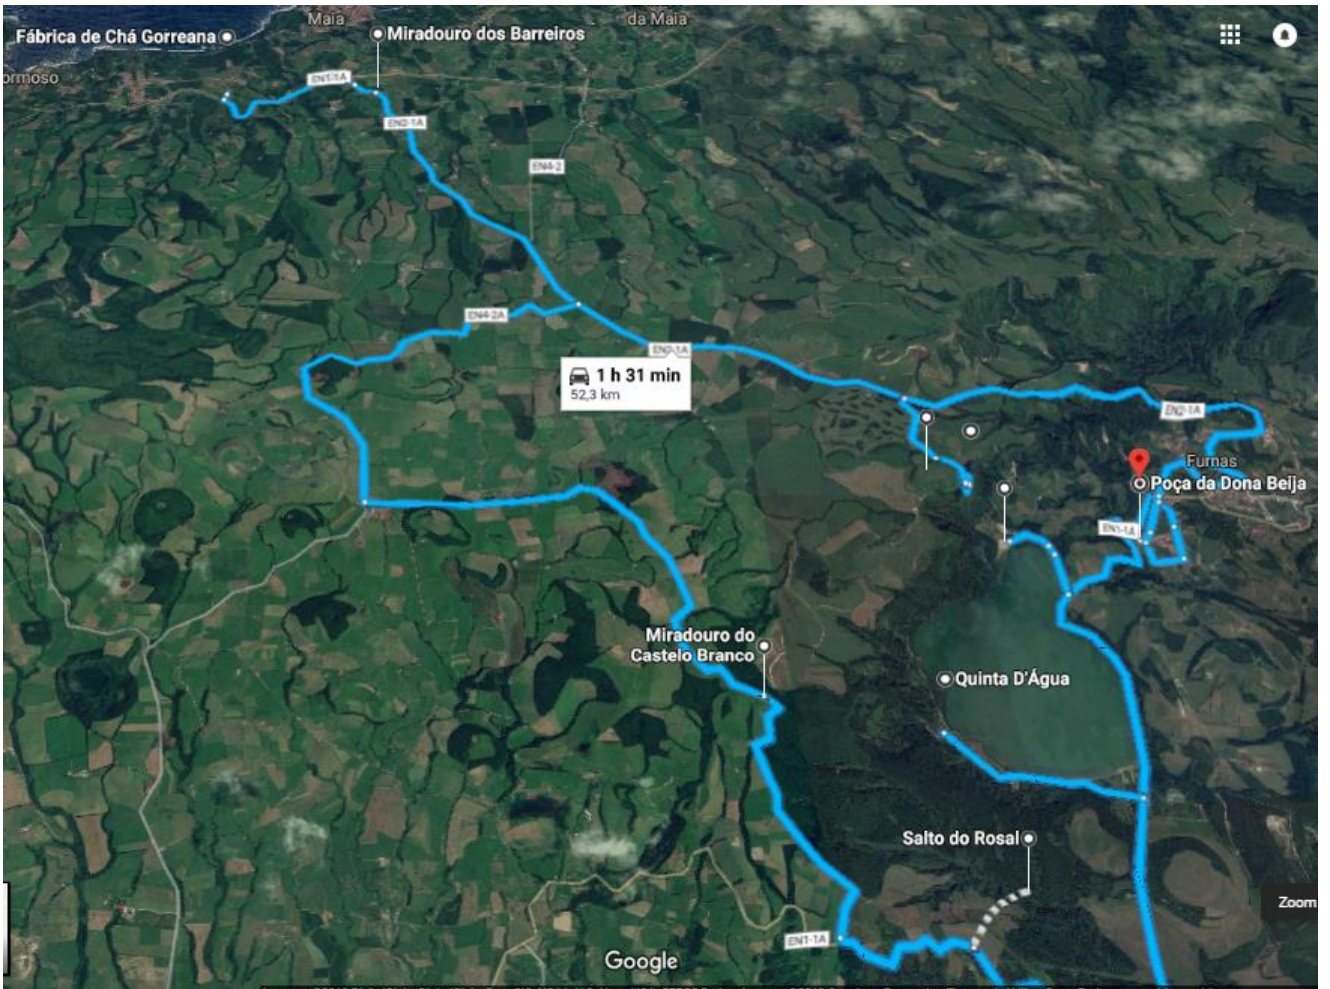 Maia
da Maia
Fábrica de Chá Gorreana
Miradouro dos Barreiros
ormoso
EN1-1A
EN2-1A
EN4-2
EN4-2A
EN2-1A
1 h 31 min
52,3 km
EN2-1A
Furnas
Poça da Dona Beija
EN1-1A
Miradouro do
Castelo Branco
Quinta D'Água
Salto do Rosal
Zoom
EN1-1A
Google